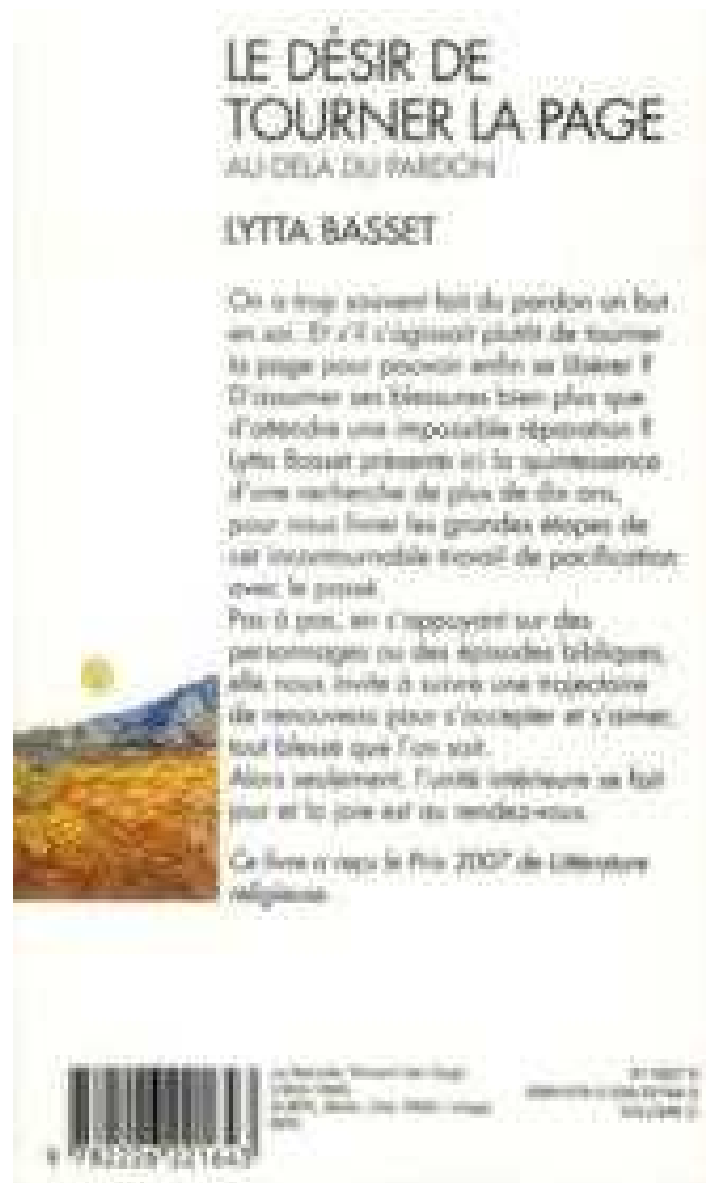 LE DÉSIR DE
TOURNER LA PAGE
AU-DELÀ DU PARDON
LYTTA BASSET
On a trop souvent fait du pardon un but
en soi. Et s'il s'agissait plutôt de tourner
la page pour pouvoir enfin se libérer ?
D'assumer ses blessures bien plus que
d'attendre une impossible réparation ?
Lytta Basset présente ici la quintessence
d'une recherche de plus de dix ans,
pour nous livrer les grandes étapes de
cet incontournable travail de pacification
avec le passé.
Pas à pas, en s'appuyant sur des
personnages ou des épisodes bibliques,
elle nous invite à suivre une trajectoire
de renouveau pour s'accepter et s'aimer,
tout blessé que l'on soit.
Alors seulement, l'unité intérieure se fait
jour et la joie est au rendez-vous.
Ce livre a reçu le Prix 2007 de Littérature
religieuse.